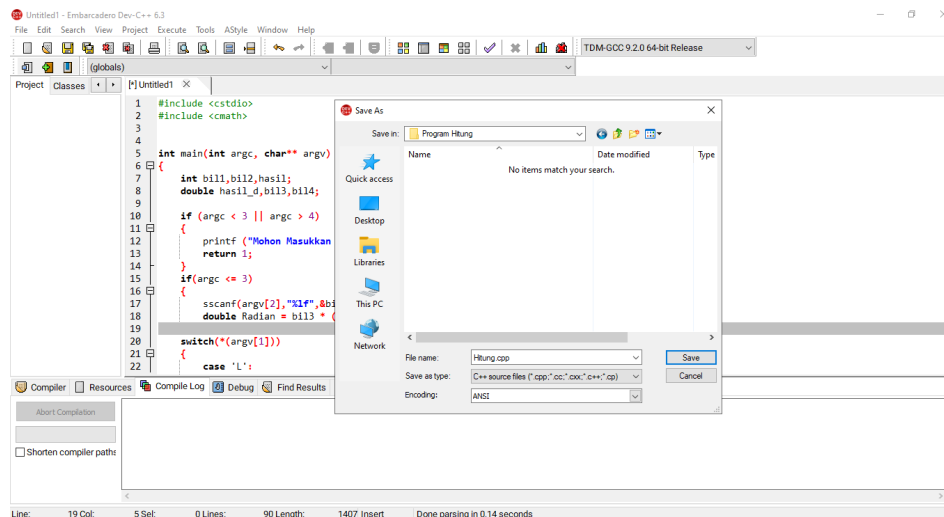 Untitled1 - Embarcadero Dev-C++ 6.3
File Edit Search View Project Execute Tools AStyle Window Help
TDM-GCC 9.2.0 64-bit Release
(globals)
Project Classes [*] Untitled1
1 #include <cstdio>
2 #include <cmath>
3
4
5 int main(int argc, char** argv)
6 {
7 int bil1,bil2,hasil;
8 double hasil_d,bil3,bil4;
9
10 if (argc < 3 || argc > 4)
11 {
12 printf ("Mohon Masukkan
13 return 1;
14 }
15 if(argc <= 3)
16 {
17 sscanf(argv[2],"%lf",&bi
18 double Radian = bil3 * (
19
20 switch(*(argv[1]))
21 {
22 case 'L':
Save As
Save in: Program Hitung
Name Date modified Type
No items match your search.
Quick access
Desktop
Libraries
This PC
Network
File name: Hitung.cpp Save
Save as type: C++ source files (*.cpp;*.cc;*.cxx;*.c++;*.cp) Cancel
Encoding: ANSI
Compiler Resources Compile Log Debug Find Results
Abort Compilation
Shorten compiler paths
Line: 19 Col: 5 Sel: 0 Lines: 90 Length: 1407 Insert Done parsing in 0.14 seconds